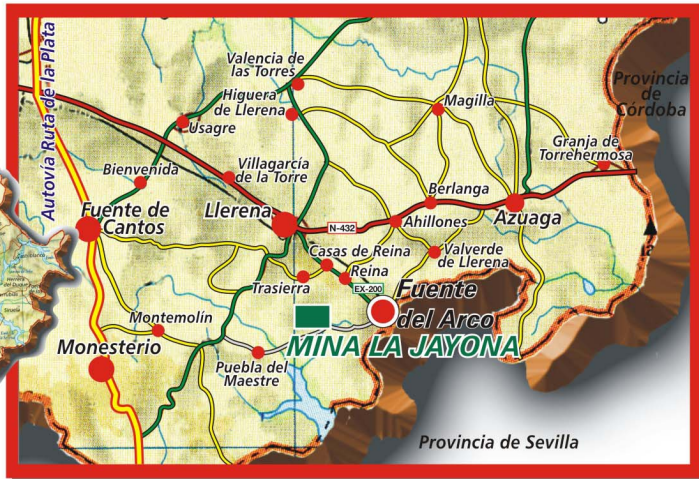 Autovía Ruta de la Plata
Valencia de
las Torres
Higuera
de Llerena
Usagre
Magilla
Provincia
de
Córdoba
Granja de
Torrehermosa
Bienvenida
Villagarcía
de la Torre
Berlanga
Fuente de
Cantos
Llerena
N-432
Ahillones
Azuaga
Casas de Reina
Reina
Valverde
de Llerena
Trasierra
EX-200
Fuente
del Arco
Montemolín
MINA LA JAYONA
Monesterio
Puebla del
Maestre
Provincia de Sevilla